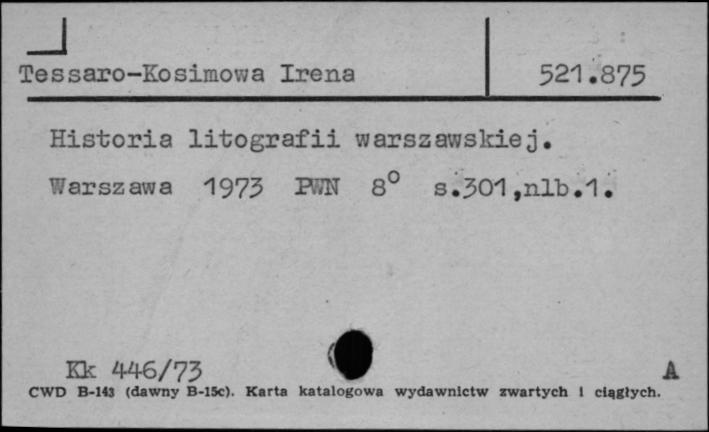 Tessaro-Kosimowa Irena 521.875
Historia litografii warszawskiej.
Warszawa 1973 PWN 8° s.301,nlb.1.
Kk 446/73 A
CWD B-143 (dawny B-15c). Karta katalogowa wydawnictw zwartych i ciągłych.